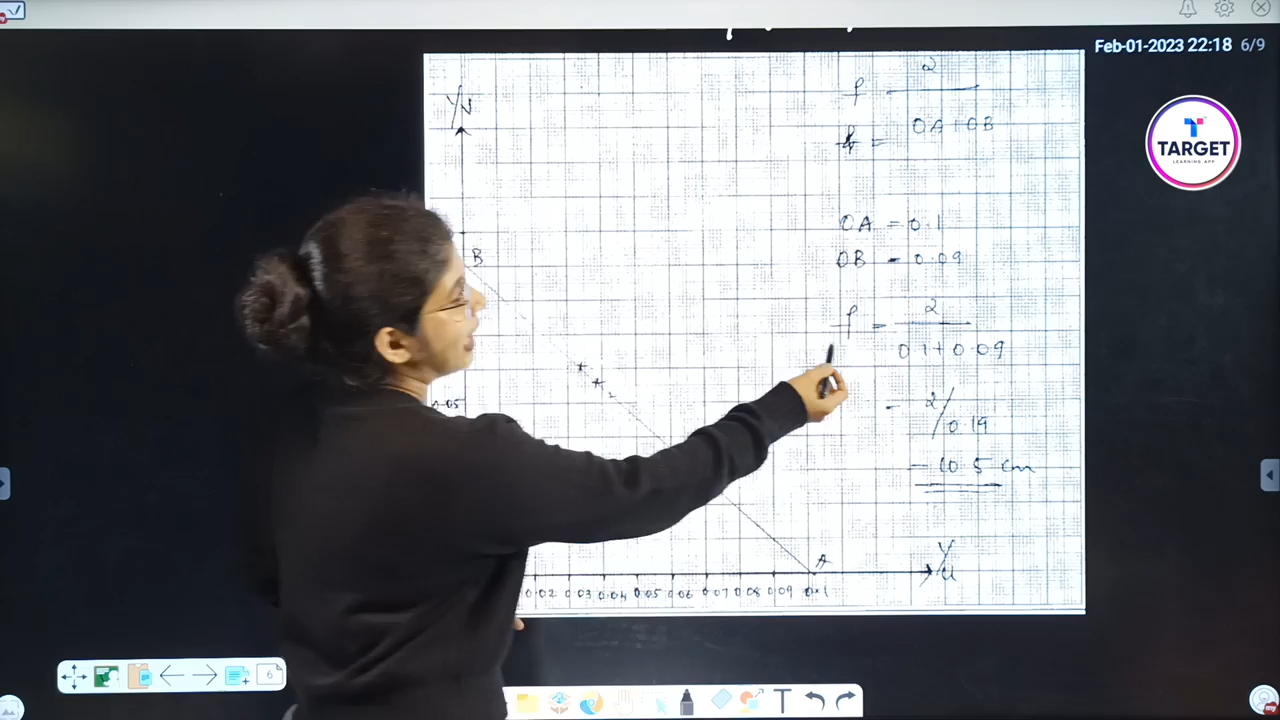 Feb-01-2023 22:18 6/9
TARGET
LEARNING APP
f 2
OA+OB
OA = 0.1
B
OB = 0.09
f = 2
0.1+0.09
0.05
= 2/
/0.19
= 10.5 cm
A
0.02 0.03 0.04 0.05 0.06 0.07 0.08 0.09 0.1
6
T